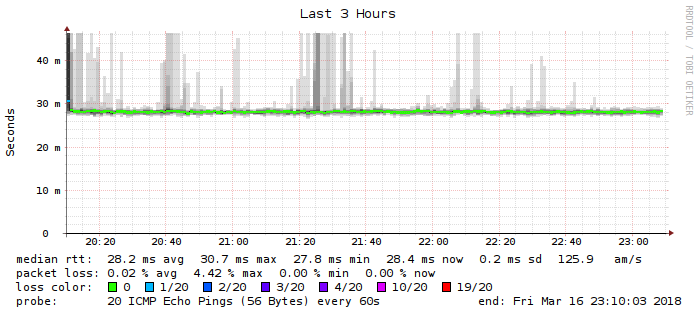 Last 3 Hours
RRDTOOL / TOBI OETIKER
Seconds
40 m
30 m
20 m
10 m
0
20:20 20:40 21:00 21:20 21:40 22:00 22:20 22:40 23:00
median rtt: 28.2 ms avg 30.7 ms max 27.8 ms min 28.4 ms now 0.2 ms sd 125.9 am/s
packet loss: 0.02 % avg 4.42 % max 0.00 % min 0.00 % now
loss color: 0 1/20 2/20 3/20 4/20 10/20 19/20
probe: 20 ICMP Echo Pings (56 Bytes) every 60s end: Fri Mar 16 23:10:03 2018